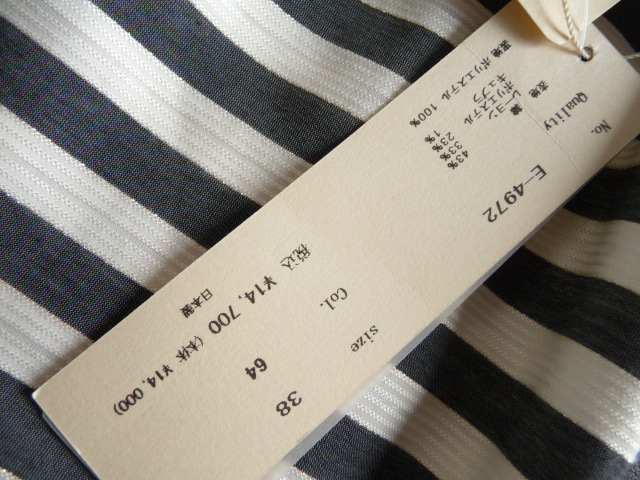 No. E-4972
Quality
表地
綿 43%
レーヨン 33%
ポリエステル 23%
キュプラ 1%
裏地 ポリエステル 100%
size 38
Col. 64
税込 ¥14,700 (本体 ¥14,000)
日本製